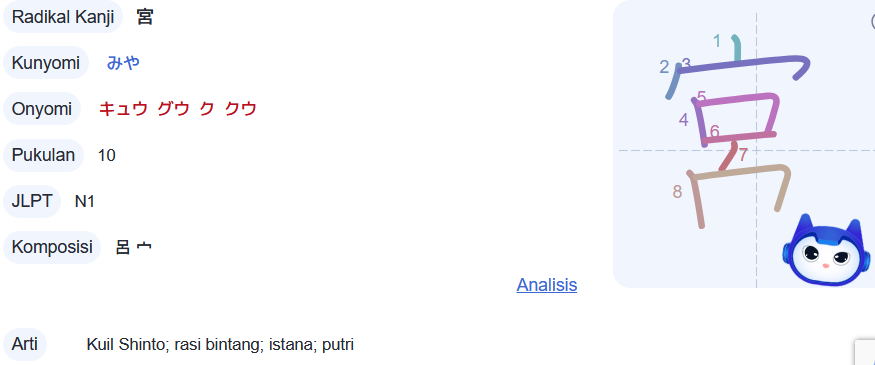 Radikal Kanji 宮
Kunyomi みや
Onyomi キュウ グウ ク クウ
Pukulan 10
JLPT N1
Komposisi 呂 宀
Analisis
Arti Kuil Shinto; rasi bintang; istana; putri
1
2 3
5
4
6
7
8